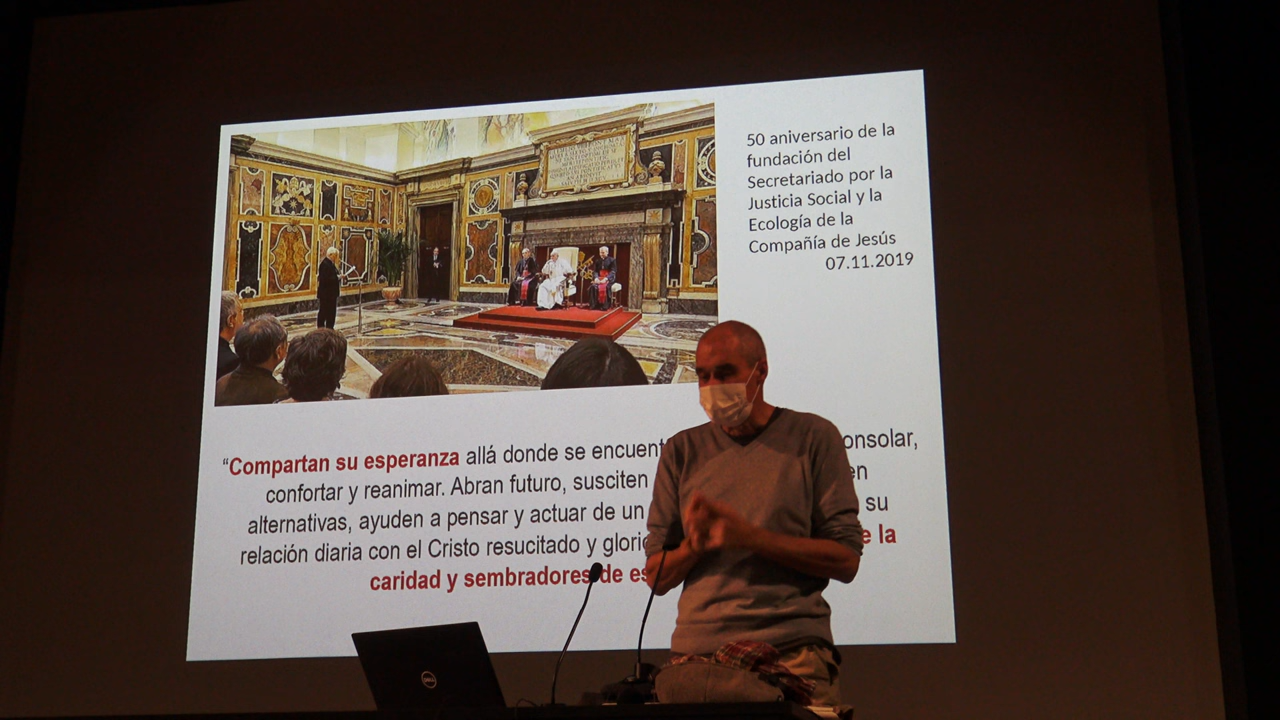 50 aniversario de la
fundación del
Secretariado por la
Justicia Social y la
Ecología de la
Compañía de Jesús
07.11.2019
“Compartan su esperanza allá donde se encuent onsolar,
confortar y reanimar. Abran futuro, susciten en
alternativas, ayuden a pensar y actuar de un su
relación diaria con el Cristo resucitado y glorio e la
caridad y sembradores de es
DELL